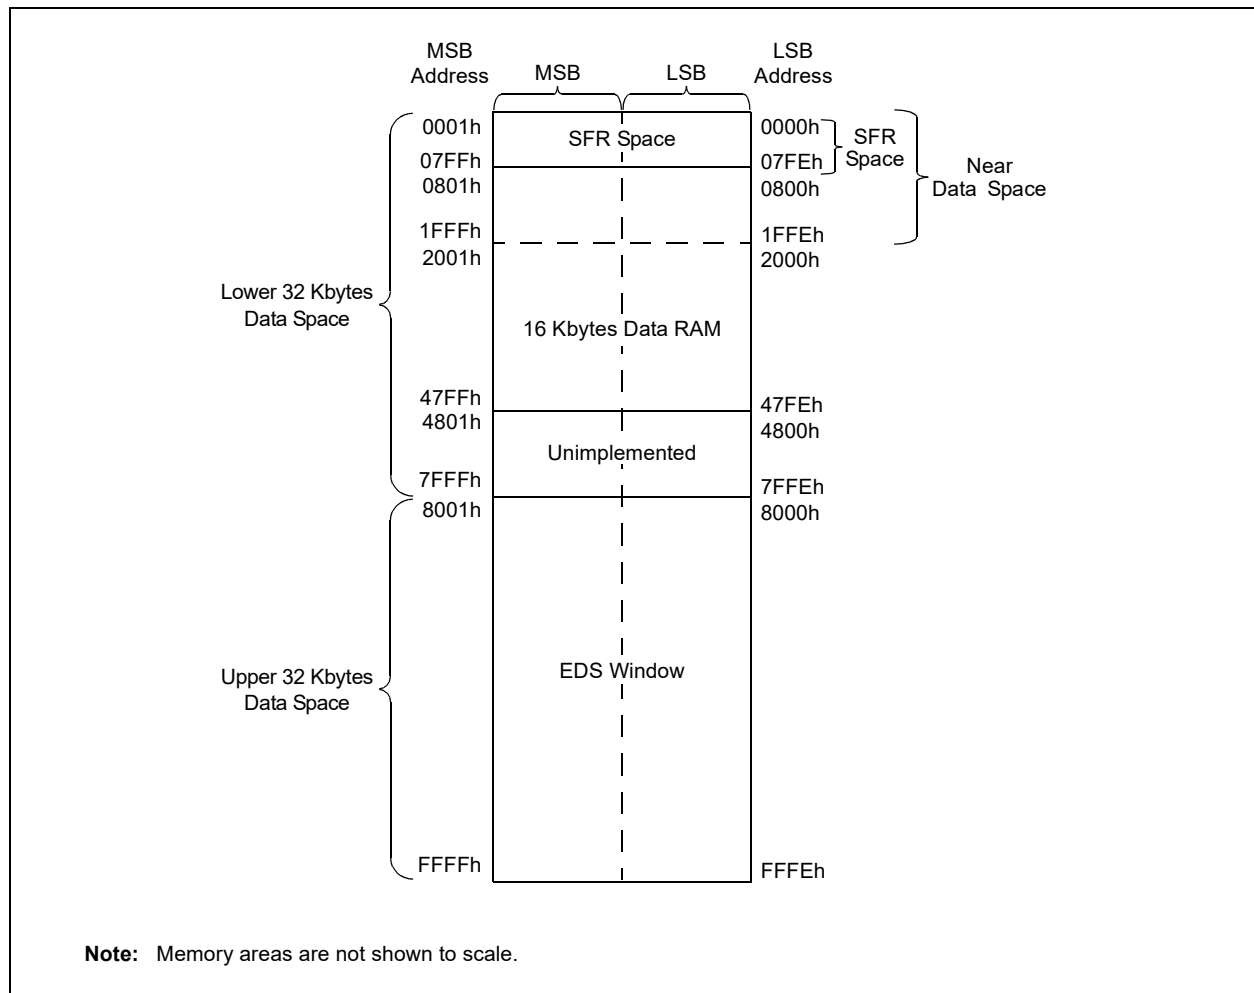 MSB
Address
MSB
LSB
LSB
Address
0001h
SFR Space
0000h
SFR
Space
07FFh
07FEh
0801h
0800h
Near
Data Space
1FFFh
1FFEh
2001h
2000h
Lower 32 Kbytes
Data Space
16 Kbytes Data RAM
47FFh
47FEh
4801h
4800h
Unimplemented
7FFFh
7FFEh
8001h
8000h
Upper 32 Kbytes
Data Space
EDS Window
FFFFh
FFFEh
Note: Memory areas are not shown to scale.